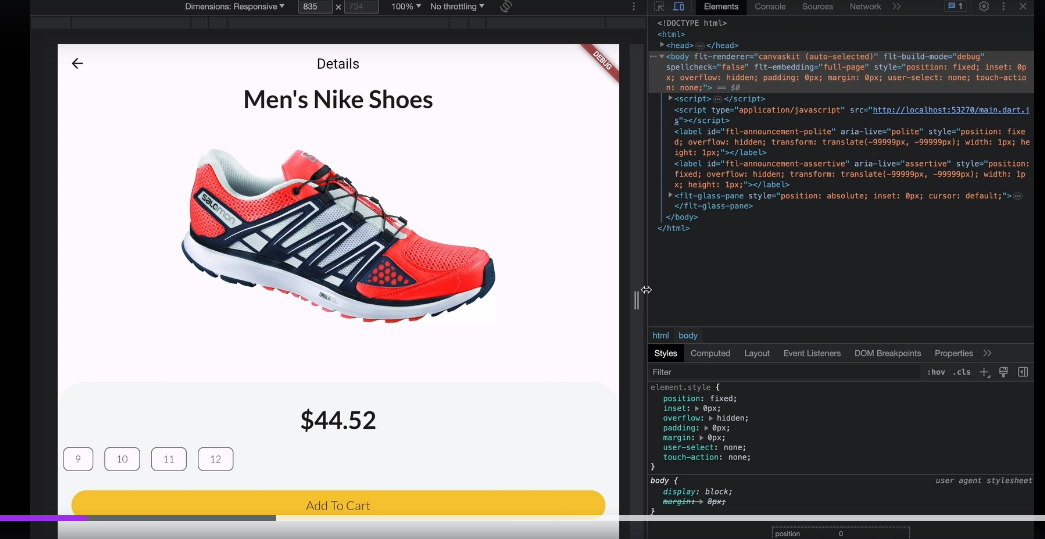 Dimensions: Responsive ▼ 835 × 734 100% ▼ No throttling ▼
Details
DEBUG
Men's Nike Shoes
SALOMON
$44.52
9 10 11 12
Add To Cart
Elements Console Sources Network >> 1
<!DOCTYPE html>
<html>
▶<head>…</head>
…▼<body flt-renderer="canvaskit (auto-selected)" flt-build-mode="debug"
spellcheck="false" flt-embedding="full-page" style="position: fixed; inset: 0p
x; overflow: hidden; padding: 0px; margin: 0px; user-select: none; touch-actio
n: none;"> == $0
▶<script>…</script>
<script type="application/javascript" src="http://localhost:53270/main.dart.j
s"></script>
<label id="ftl-announcement-polite" aria-live="polite" style="position: fixe
d; overflow: hidden; transform: translate(-99999px, -99999px); width: 1px; he
ight: 1px;"></label>
<label id="ftl-announcement-assertive" aria-live="assertive" style="position:
fixed; overflow: hidden; transform: translate(-99999px, -99999px); width: 1p
x; height: 1px;"></label>
▶<flt-glass-pane style="position: absolute; inset: 0px; cursor: default;">…
</flt-glass-pane>
</body>
</html>
html body
Styles Computed Layout Event Listeners DOM Breakpoints Properties >>
Filter :hov .cls +
element.style {
position: fixed;
inset: ▶ 0px;
overflow: ▶ hidden;
padding: ▶ 0px;
margin: ▶ 0px;
user-select: none;
touch-action: none;
}
body { user agent stylesheet
display: block;
margin: ▶ 8px;
}
position 0